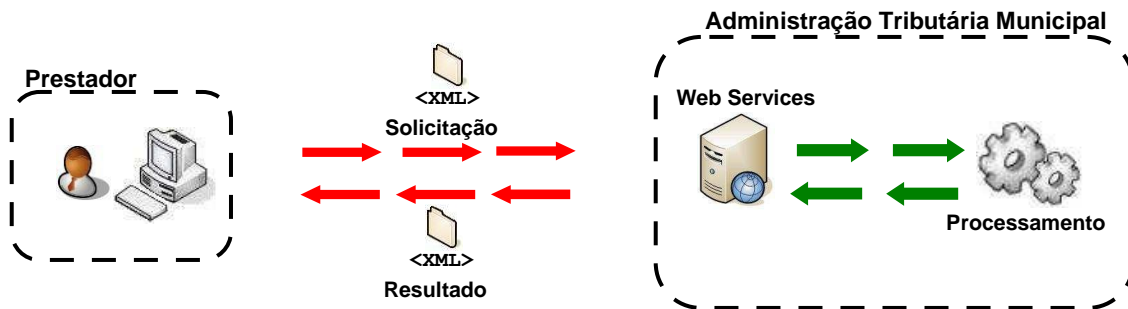 Administração Tributária Municipal
Prestador
<XML>
Solicitação
Web Services
Processamento
<XML>
Resultado